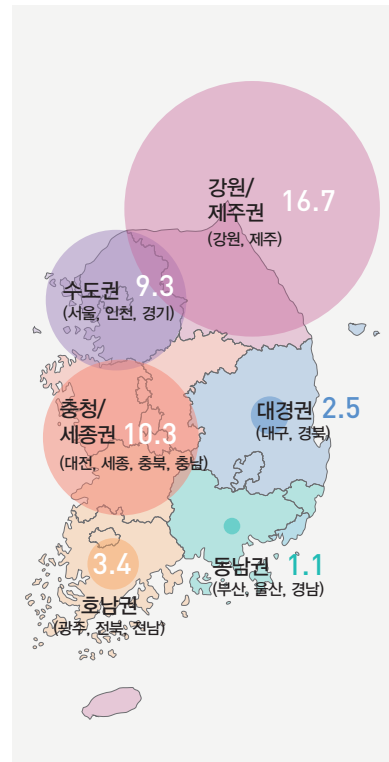 강원/
제주권 16.7
(강원, 제주)
수도권 9.3
(서울, 인천, 경기)
충청/
세종권 10.3
(대전, 세종, 충북, 충남)
대경권 2.5
(대구, 경북)
3.4
호남권
(광주, 전북, 전남)
동남권 1.1
(부산, 울산, 경남)